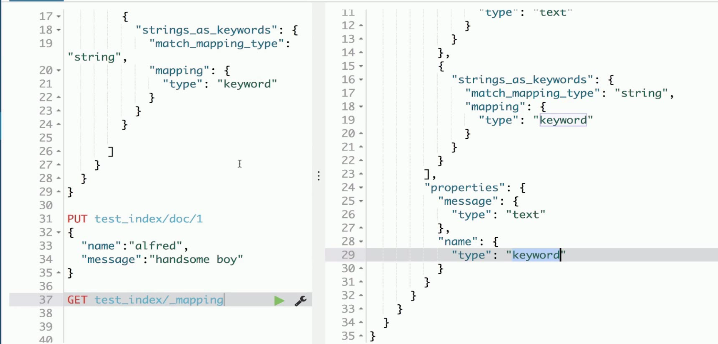 17 {
18 "strings_as_keywords": {
19 "match_mapping_type":
"string",
20 "mapping": {
21 "type": "keyword"
22 }
23 }
24 }
25
26 ]
27 }
28 }
29 }
30
31 PUT test_index/doc/1
32 {
33 "name":"alfred",
34 "message":"handsome boy"
35 }
36
37 GET test_index/_mapping
38
39
40
11 "type": "text"
12 }
13 }
14 },
15 {
16 "strings_as_keywords": {
17 "match_mapping_type": "string",
18 "mapping": {
19 "type": "keyword"
20 }
21 }
22 }
23 ],
24 "properties": {
25 "message": {
26 "type": "text"
27 },
28 "name": {
29 "type": "keyword"
30 }
31 }
32 }
33 }
34 }
35 }